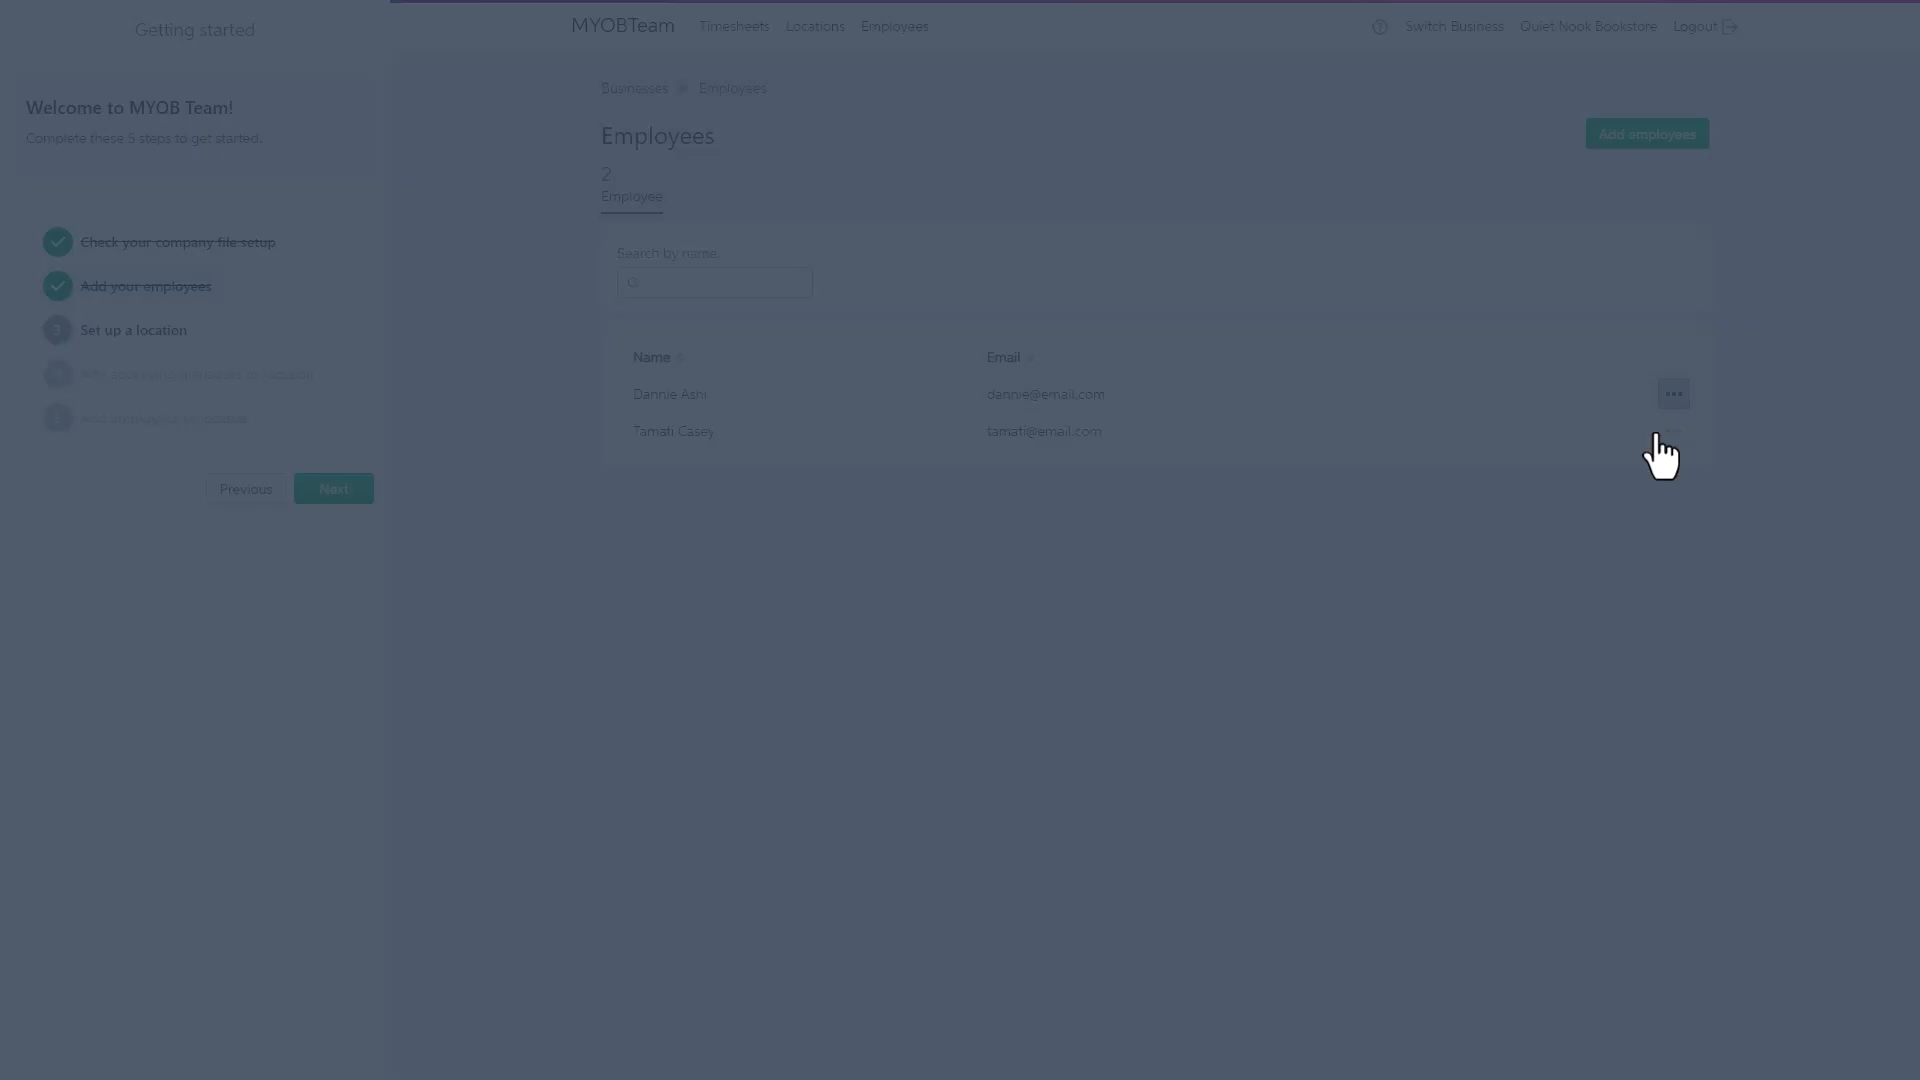 Getting started
MYOBTeam Timesheets Locations Employees
Switch Business Quiet Nook Bookstore Logout
Welcome to MYOB Team!
Complete these 5 steps to get started.
Check your company file setup
Add your employees
3 Set up a location
4
5
Previous Next
Businesses Employees
Employees
Add employees
2
Employee
Search by name.
Name Email
Dannie Ashi dannie@email.com
Tamati Casey tamati@email.com